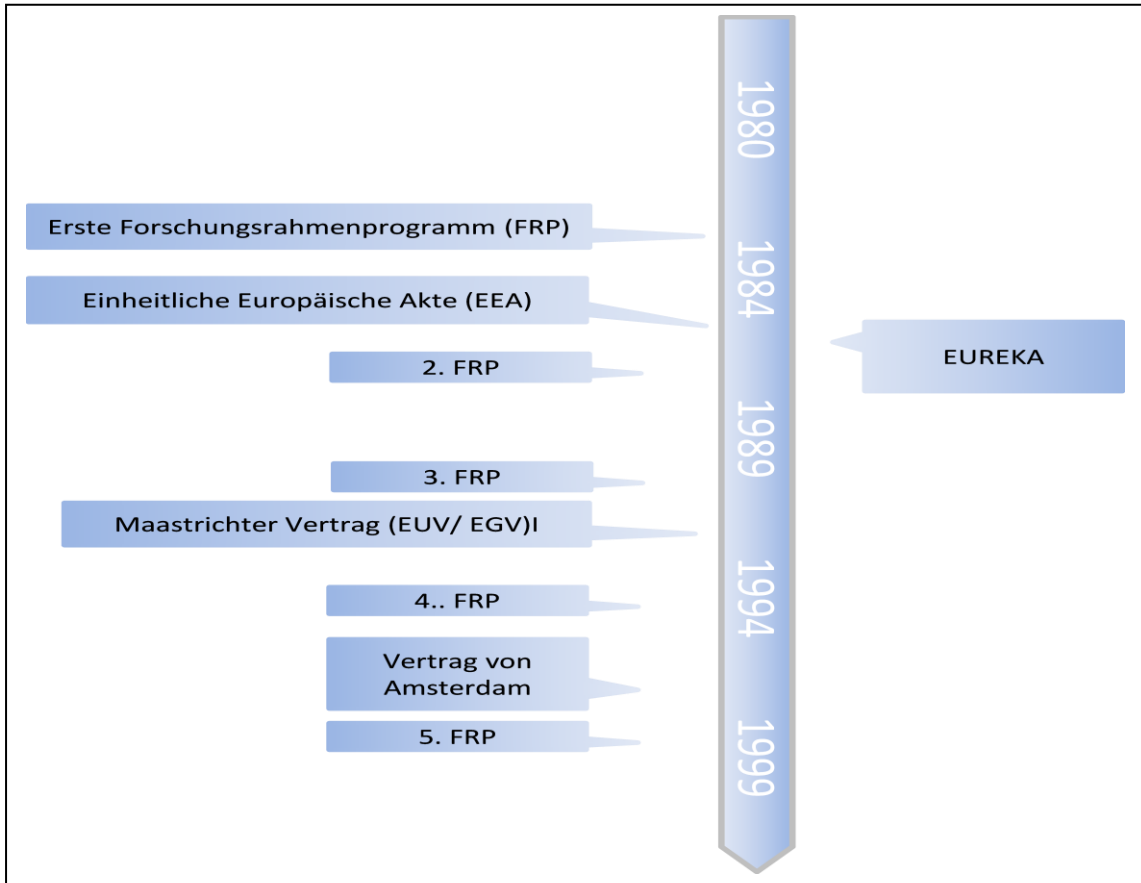 1980
Erste Forschungsrahmenprogramm (FRP)
1984
Einheitliche Europäische Akte (EEA)
EUREKA
2. FRP
1989
3. FRP
Maastrichter Vertrag (EUV/ EGV)I
1994
4.. FRP
Vertrag von
Amsterdam
5. FRP
1999